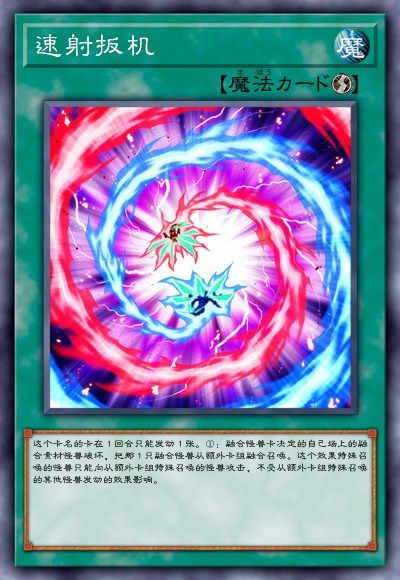 速射扳机
魔
【魔法カード】
ま ほう
这个卡名的卡在1回合只能发动1张。①：融合怪兽卡决定的自己场上的融
合素材怪兽破坏，把那1只融合怪兽从额外卡组融合召唤。这个效果特殊召
唤的怪兽只能向从额外卡组特殊召唤的怪兽攻击，不受从额外卡组特殊召唤
的其他怪兽发动的效果影响。